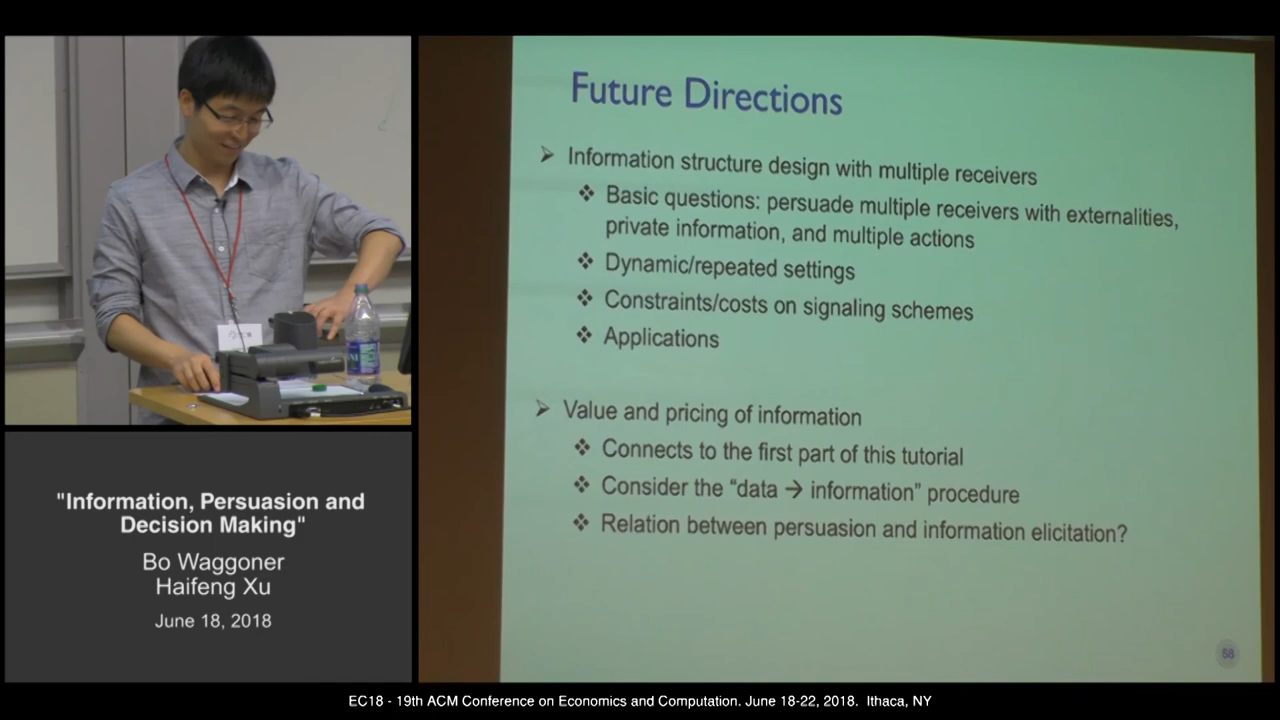 Future Directions
Information structure design with multiple receivers
Basic questions: persuade multiple receivers with externalities,
private information, and multiple actions
Dynamic/repeated settings
Constraints/costs on signaling schemes
Applications
Value and pricing of information
Connects to the first part of this tutorial
Consider the “data → information” procedure
Relation between persuasion and information elicitation?
68
"Information, Persuasion and
Decision Making"
Bo Waggoner
Haifeng Xu
June 18, 2018
EC18 - 19th ACM Conference on Economics and Computation. June 18-22, 2018. Ithaca, NY